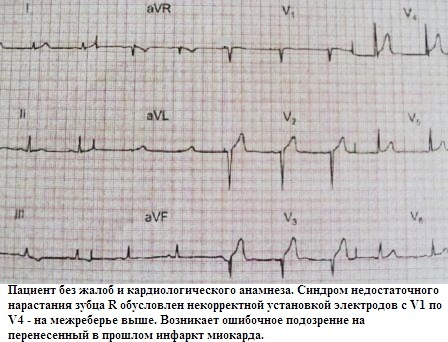 I aVR V1 V4
II aVL V2 V5
III aVF V3 V6
Пациент без жалоб и кардиологического анамнеза. Синдром недостаточного
нарастания зубца R обусловлен некорректной установкой электродов с V1 по
V4 - на межреберье выше. Возникает ошибочное подозрение на
перенесенный в прошлом инфаркт миокарда.